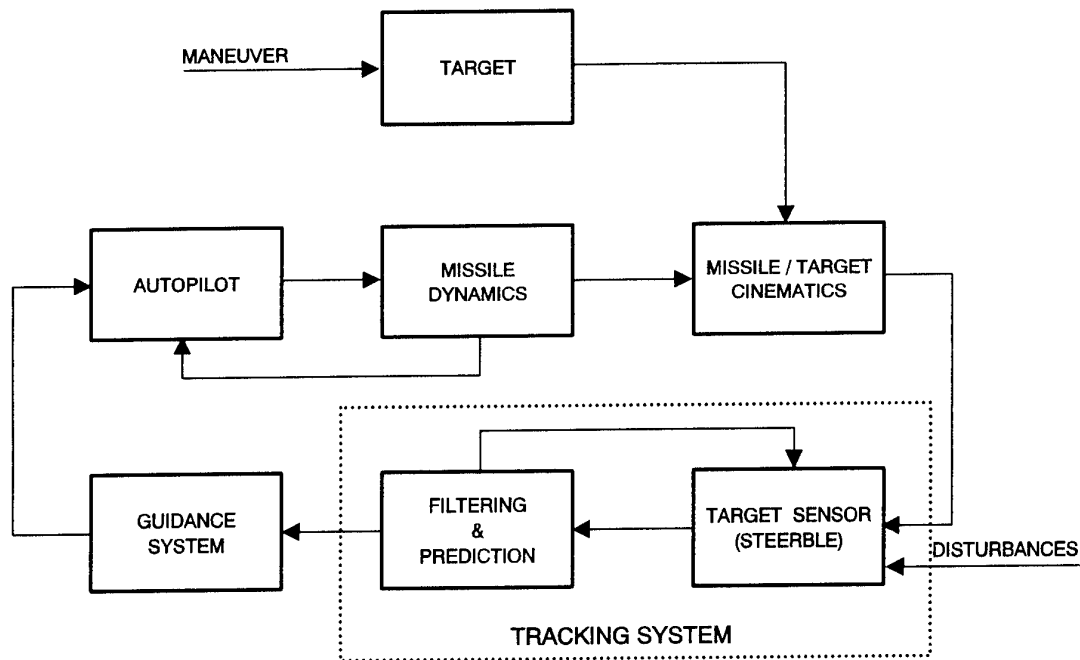 MANEUVER
TARGET
AUTOPILOT
MISSILE
DYNAMICS
MISSILE / TARGET
CINEMATICS
GUIDANCE
SYSTEM
FILTERING
&
PREDICTION
TARGET SENSOR
(STEERBLE)
DISTURBANCES
TRACKING SYSTEM